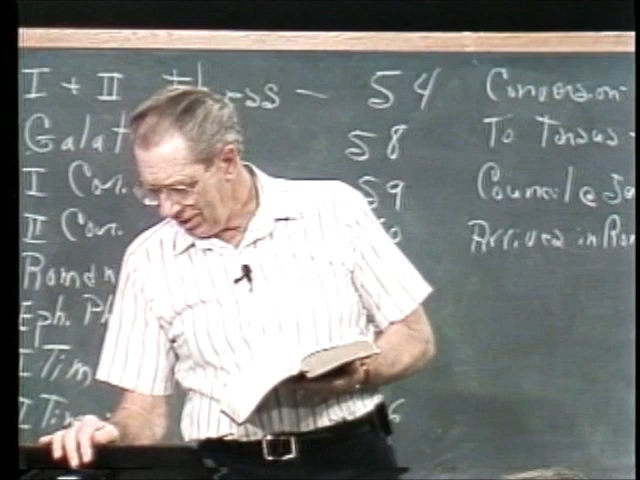 I + II Thess – 54
Galat 58
I Cor. 59
II Cor.
Roman
Eph. Ph
I Tim
I Tim 6
Conversion
To Tarsus -
Council @ Je
Arrived in Rom